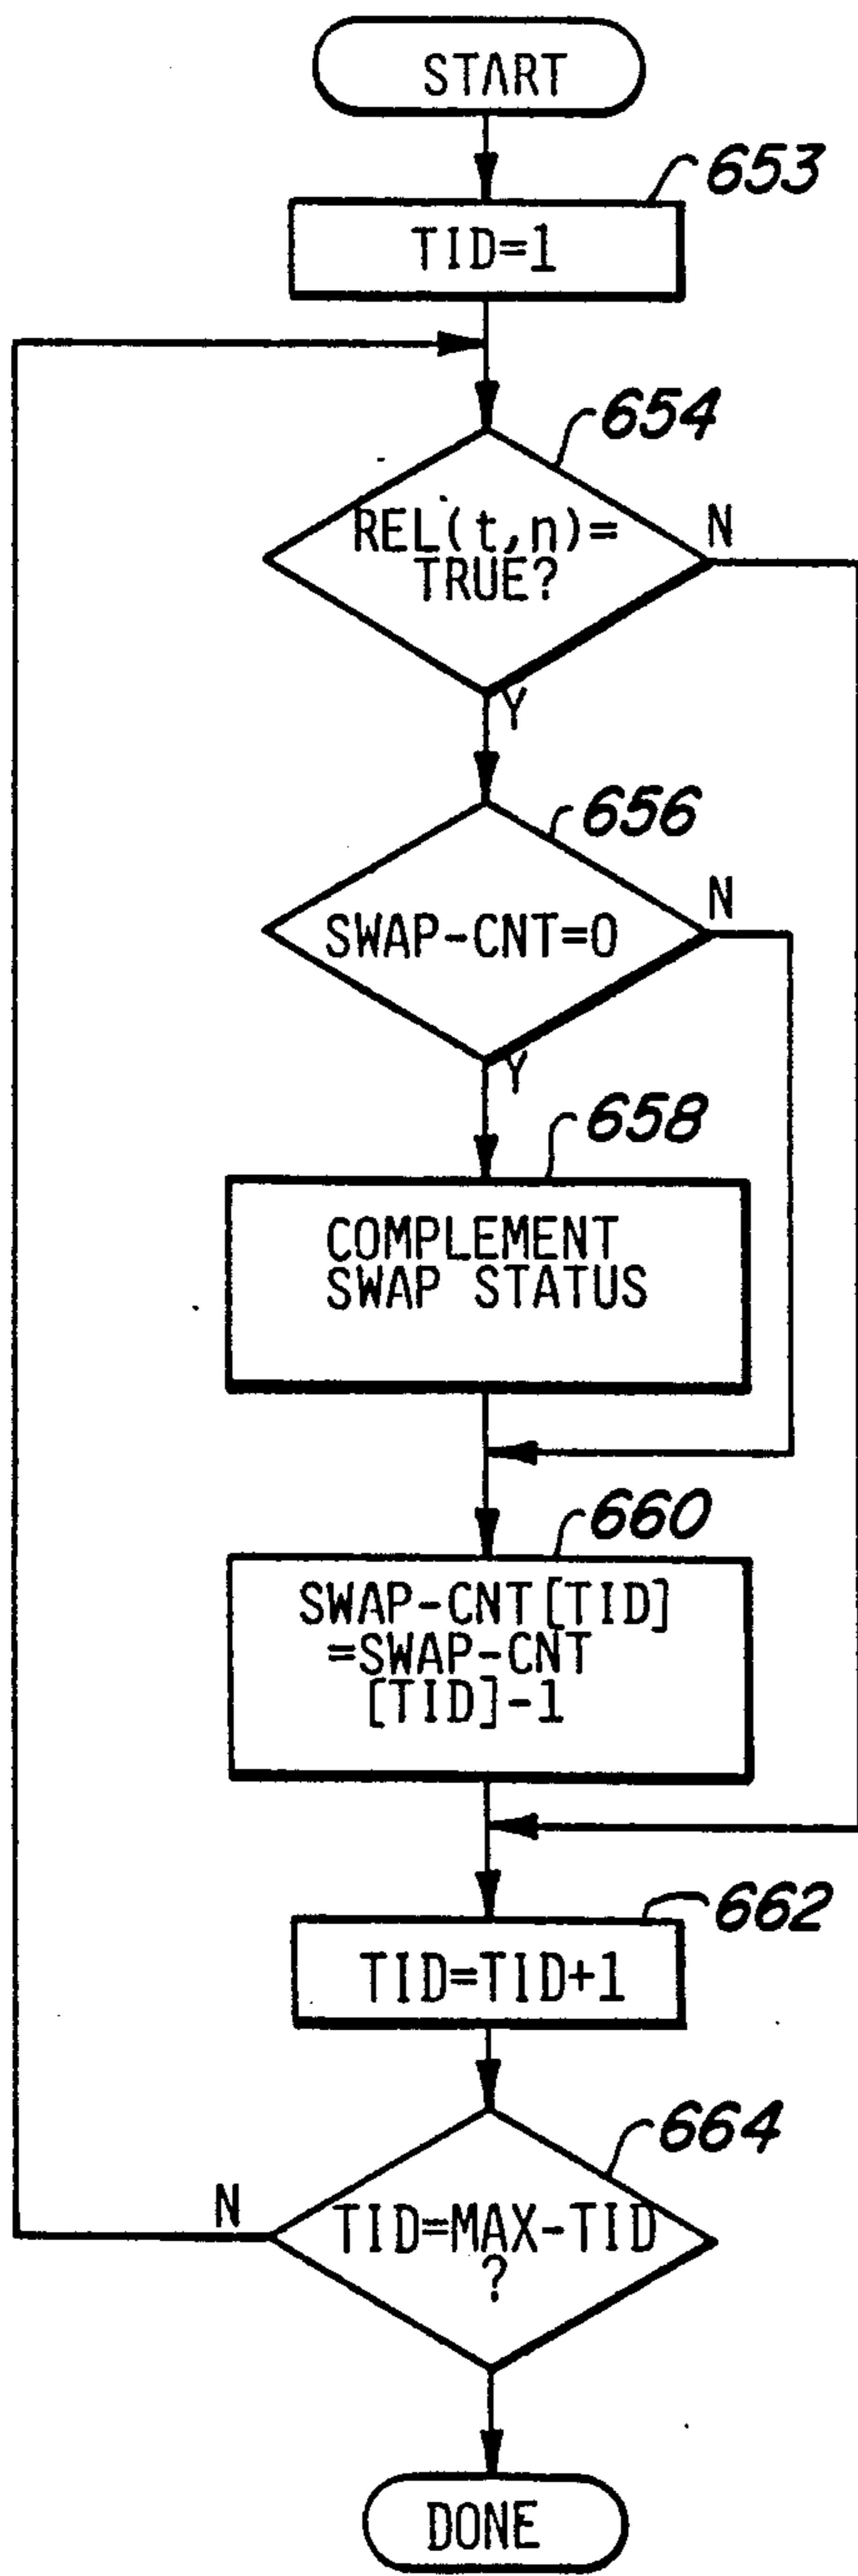 START
653
TID=1
654
REL(t,n)=
TRUE?
N
Y
656
SWAP-CNT=0
N
Y
658
COMPLEMENT
SWAP STATUS
660
SWAP-CNT[TID]
=SWAP-CNT
[TID]-1
662
TID=TID+1
664
N
TID=MAX-TID
?
DONE